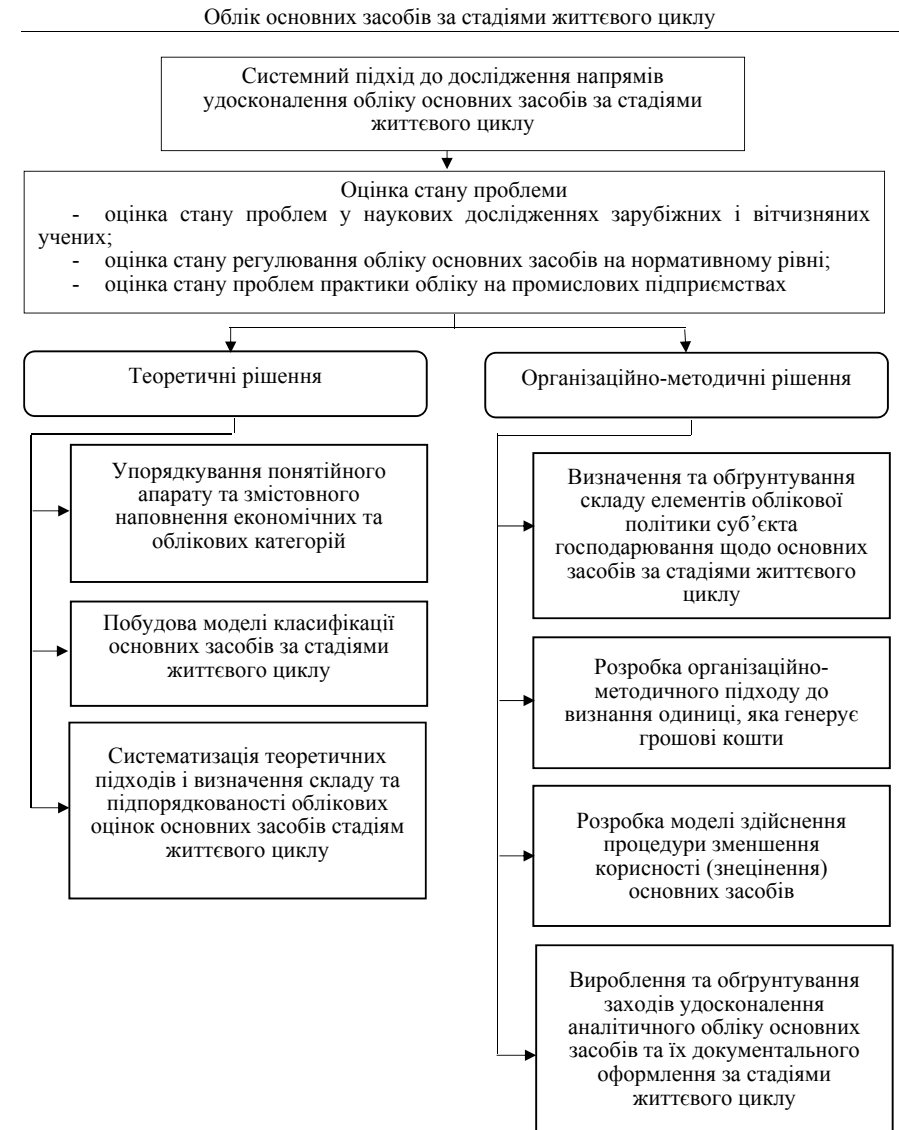 Облік основних засобів за стадіями життєвого циклу
Системний підхід до дослідження напрямів
удосконалення обліку основних засобів за стадіями
життєвого циклу
Оцінка стану проблеми
- оцінка стану проблем у наукових дослідженнях зарубіжних і вітчизняних
учених;
- оцінка стану регулювання обліку основних засобів на нормативному рівні;
- оцінка стану проблем практики обліку на промислових підприємствах
Теоретичні рішення
Упорядкування понятійного
апарату та змістовного
наповнення економічних та
облікових категорій
Побудова моделі класифікації
основних засобів за стадіями
життєвого циклу
Систематизація теоретичних
підходів і визначення складу та
підпорядкованості облікових
оцінок основних засобів стадіям
життєвого циклу
Організаційно-методичні рішення
Визначення та обґрунтування
складу елементів облікової
політики суб’єкта
господарювання щодо основних
засобів за стадіями життєвого
циклу
Розробка організаційно-
методичного підходу до
визнання одиниці, яка генерує
грошові кошти
Розробка моделі здійснення
процедури зменшення
корисності (знецінення)
основних засобів
Вироблення та обґрунтування
заходів удосконалення
аналітичного обліку основних
засобів та їх документального
оформлення за стадіями
життєвого циклу